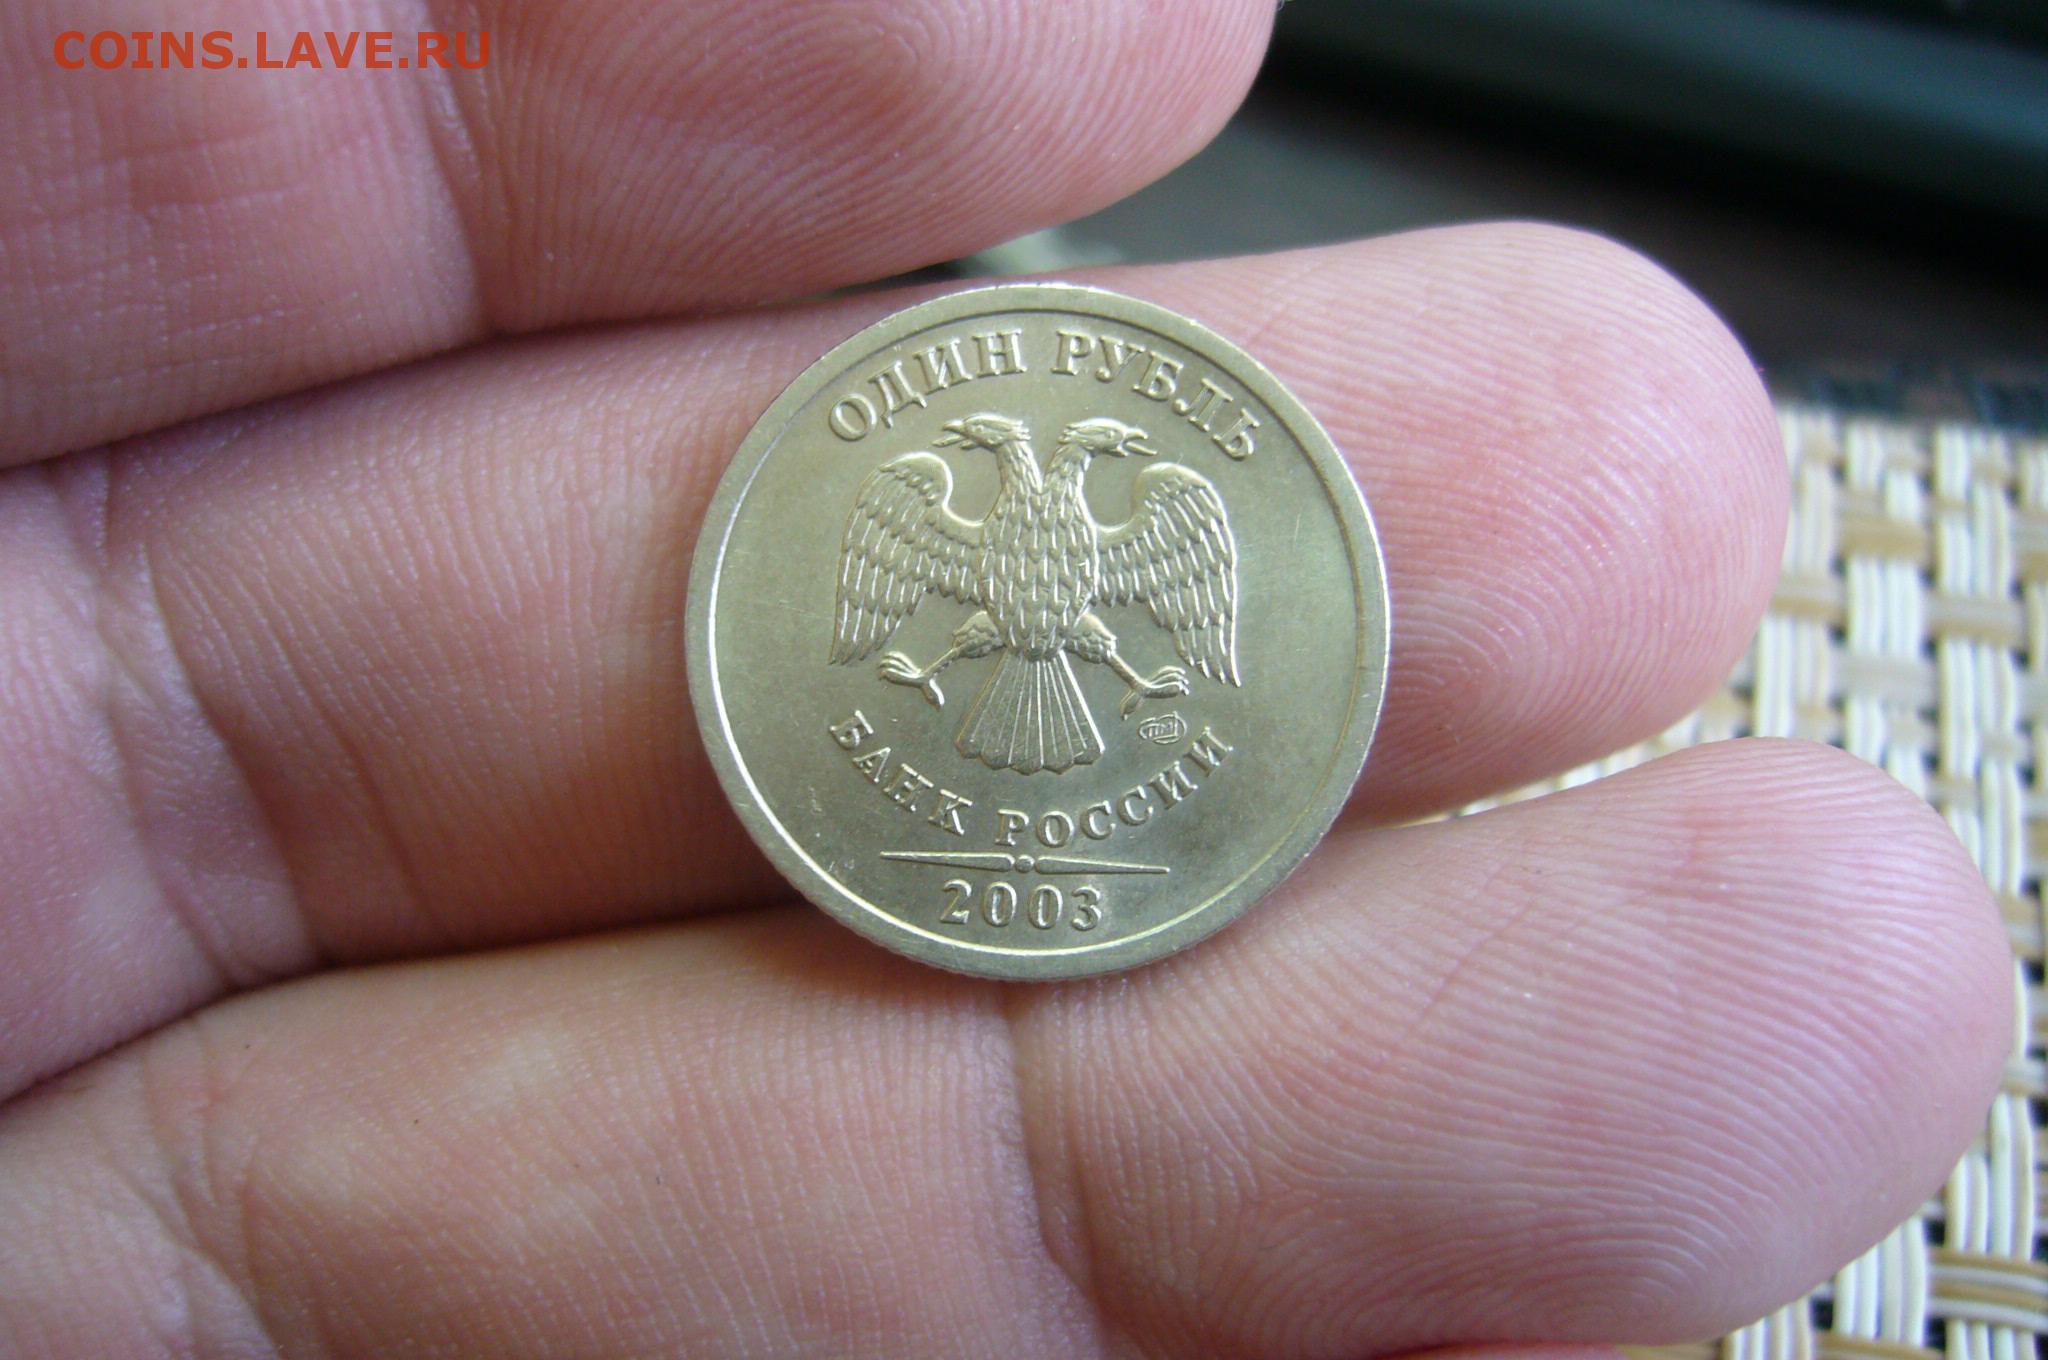 COINS.LAVE.RU
ОДИН РУБЛЬ
БАНК РОССИИ
2003